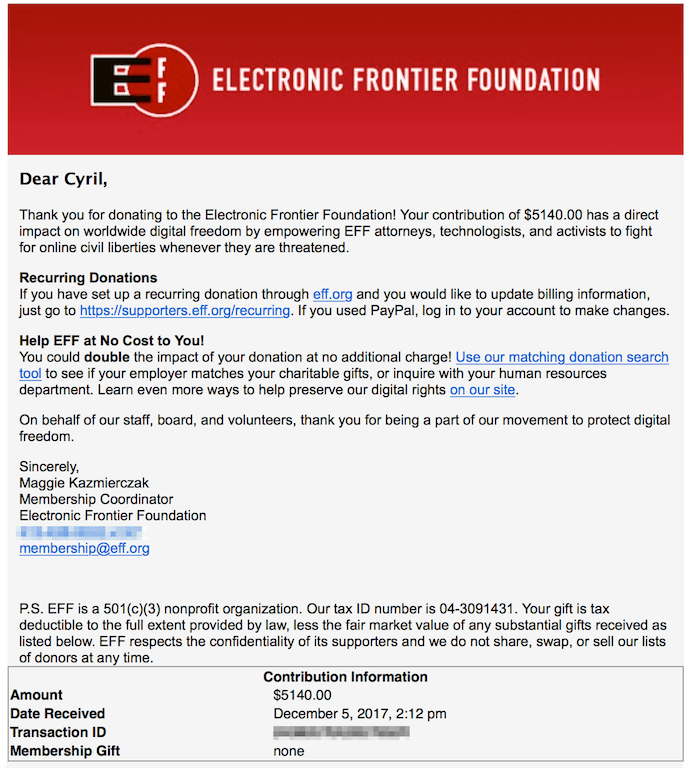 EFF
ELECTRONIC FRONTIER FOUNDATION
Dear Cyril,
Thank you for donating to the Electronic Frontier Foundation! Your contribution of $5140.00 has a direct
impact on worldwide digital freedom by empowering EFF attorneys, technologists, and activists to fight
for online civil liberties whenever they are threatened.
Recurring Donations
If you have set up a recurring donation through eff.org and you would like to update billing information,
just go to https://supporters.eff.org/recurring. If you used PayPal, log in to your account to make changes.
Help EFF at No Cost to You!
You could double the impact of your donation at no additional charge! Use our matching donation search
tool to see if your employer matches your charitable gifts, or inquire with your human resources
department. Learn even more ways to help preserve our digital rights on our site.
On behalf of our staff, board, and volunteers, thank you for being a part of our movement to protect digital
freedom.
Sincerely,
Maggie Kazmierczak
Membership Coordinator
Electronic Frontier Foundation
membership@eff.org
P.S. EFF is a 501(c)(3) nonprofit organization. Our tax ID number is 04-3091431. Your gift is tax
deductible to the full extent provided by law, less the fair market value of any substantial gifts received as
listed below. EFF respects the confidentiality of its supporters and we do not share, swap, or sell our lists
of donors at any time.
Contribution Information
Amount $5140.00
Date Received December 5, 2017, 2:12 pm
Transaction ID
Membership Gift none